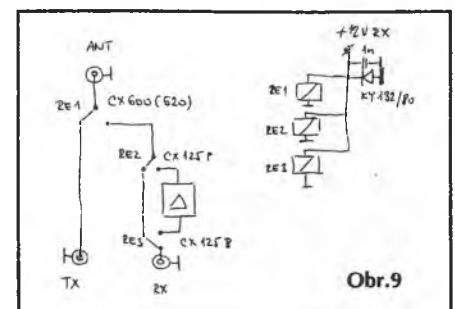 ANT
RE1
CX600(520)
RE2
CX125P
RE3
CX125P
TX
RX
+12V RX
1n
KY132/80
RE1
RE2
RE3
Obr.9